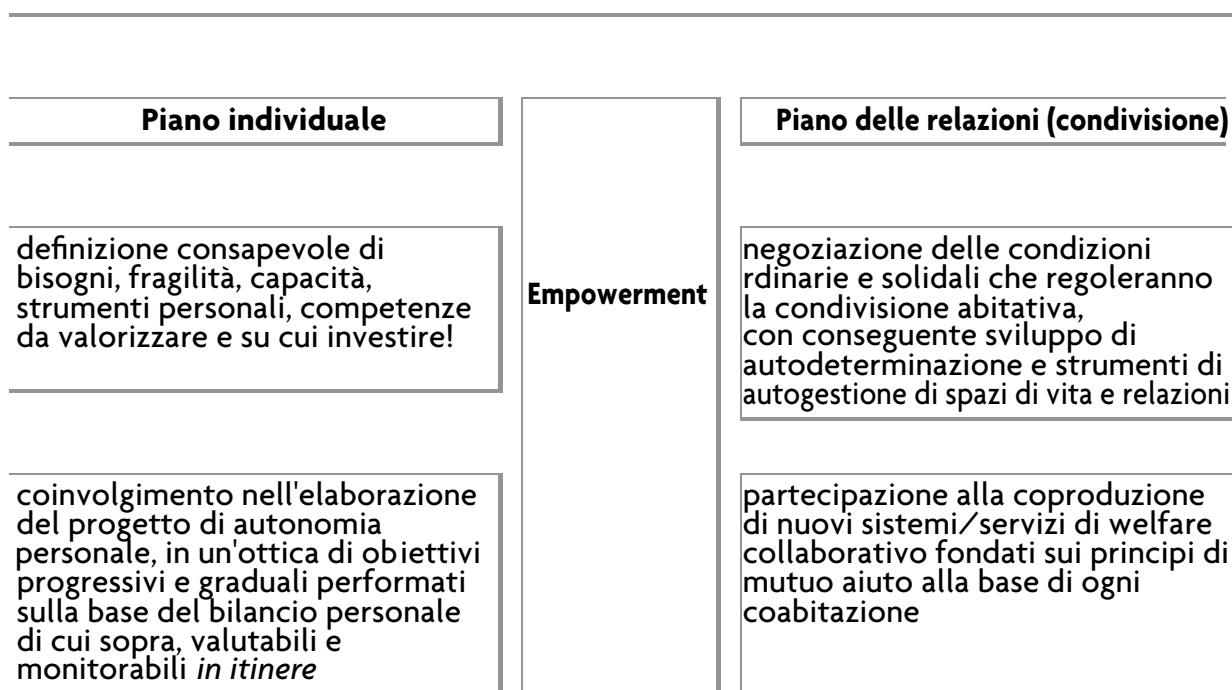 Piano individuale
definizione consapevole di
bisogni, fragilità, capacità,
strumenti personali, competenze
da valorizzare e su cui investire!
coinvolgimento nell'elaborazione
del progetto di autonomia
personale, in un'ottica di obiettivi
progressivi e graduali performati
sulla base del bilancio personale
di cui sopra, valutabili e
monitorabili in itinere
Empowerment
Piano delle relazioni (condivisione)
negoziazione delle condizioni
rdinarie e solidali che regoleranno
la condivisione abitativa,
con conseguente sviluppo di
autodeterminazione e strumenti di
autogestione di spazi di vita e relazioni
partecipazione alla coproduzione
di nuovi sistemi/servizi di welfare
collaborativo fondati sui principi di
mutuo aiuto alla base di ogni
coabitazione